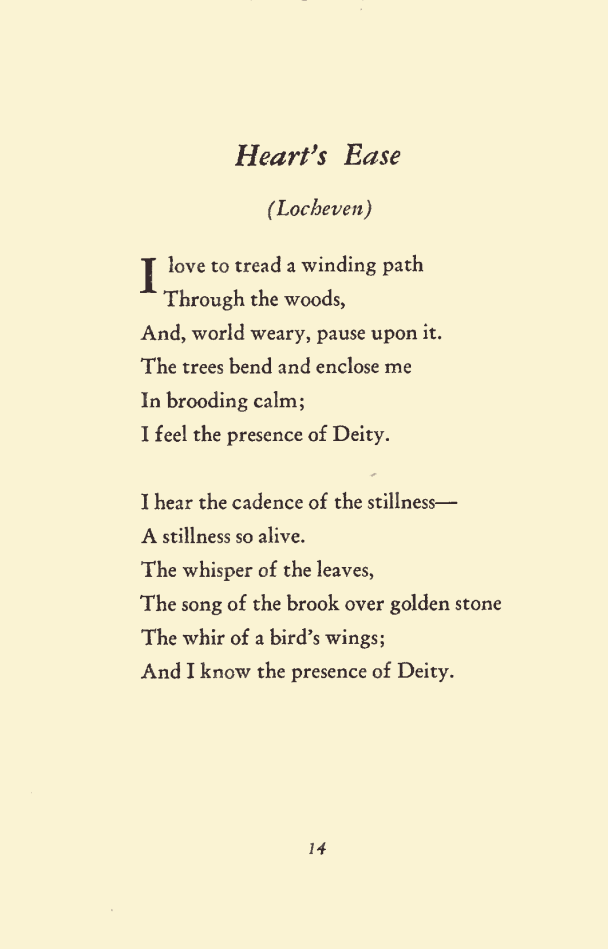 Heart's Ease
(Locheven)
I love to tread a winding path
Through the woods,
And, world weary, pause upon it.
The trees bend and enclose me
In brooding calm;
I feel the presence of Deity.
I hear the cadence of the stillness—
A stillness so alive.
The whisper of the leaves,
The song of the brook over golden stone
The whir of a bird's wings;
And I know the presence of Deity.
14